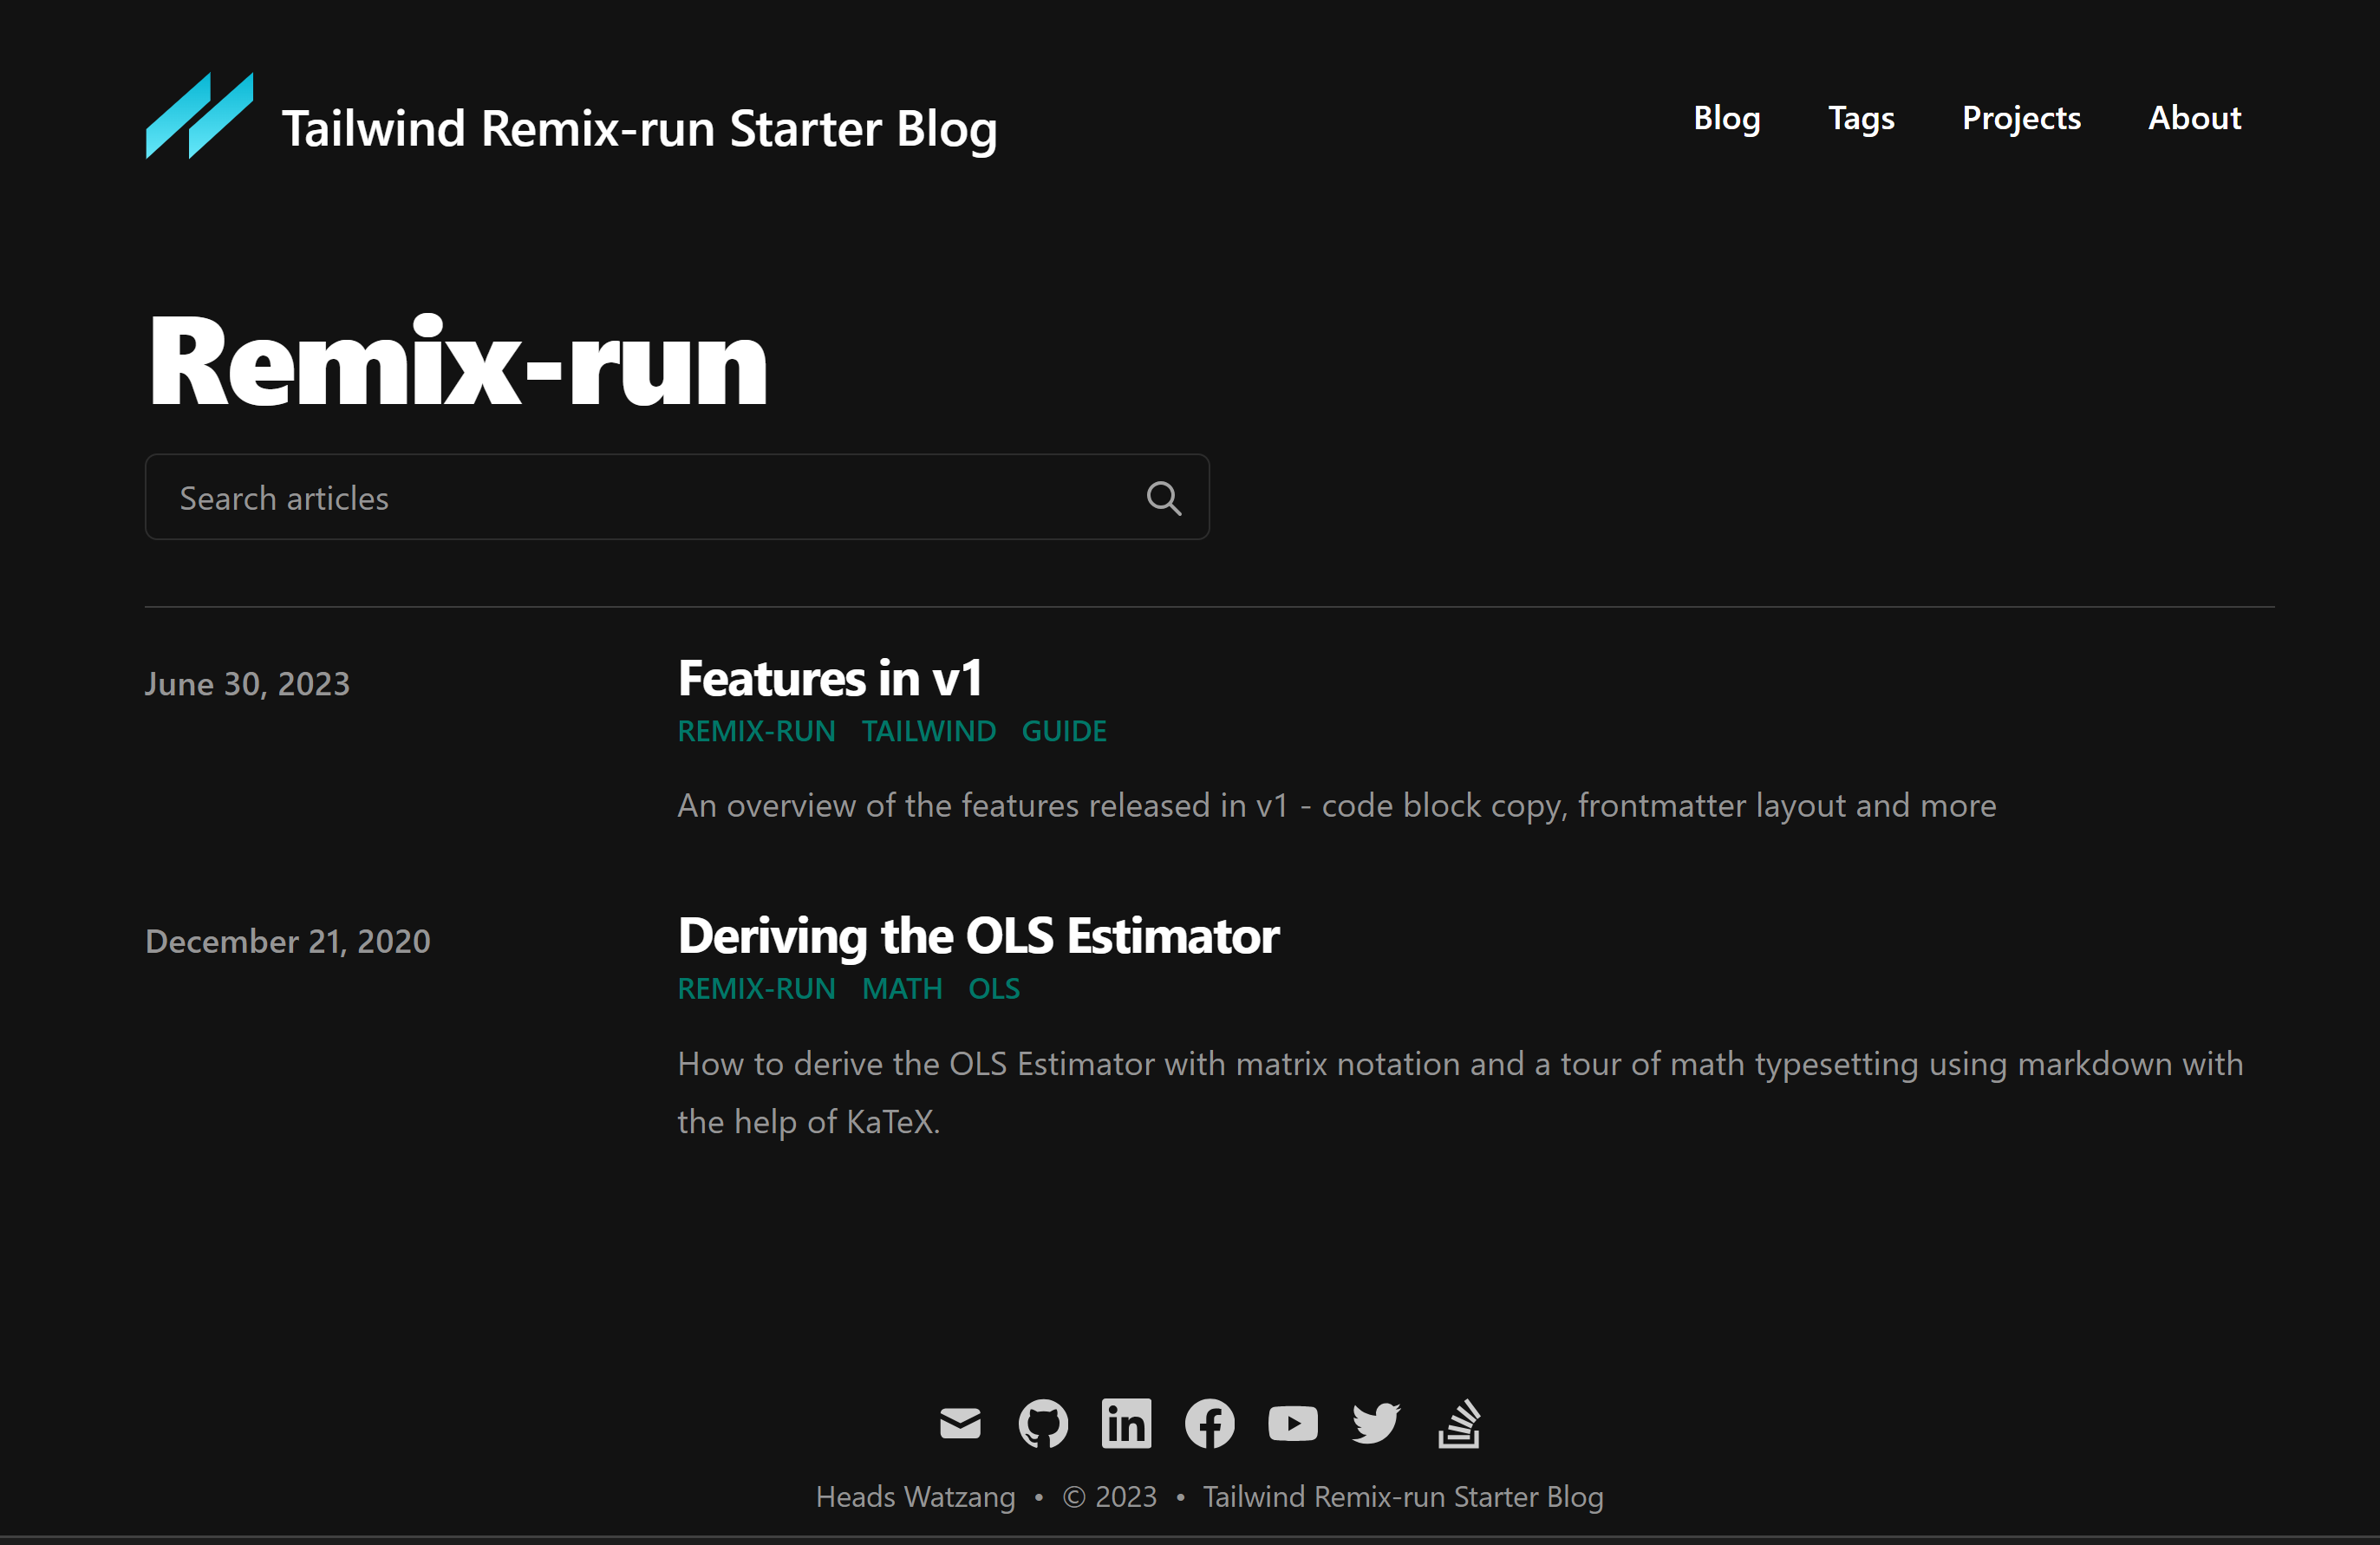 Tailwind Remix-run Starter Blog
Blog Tags Projects About
Remix-run
Search articles
June 30, 2023
Features in v1
REMIX-RUN TAILWIND GUIDE
An overview of the features released in v1 - code block copy, frontmatter layout and more
December 21, 2020
Deriving the OLS Estimator
REMIX-RUN MATH OLS
How to derive the OLS Estimator with matrix notation and a tour of math typesetting using markdown with
the help of KaTeX.
Heads Watzang • © 2023 • Tailwind Remix-run Starter Blog